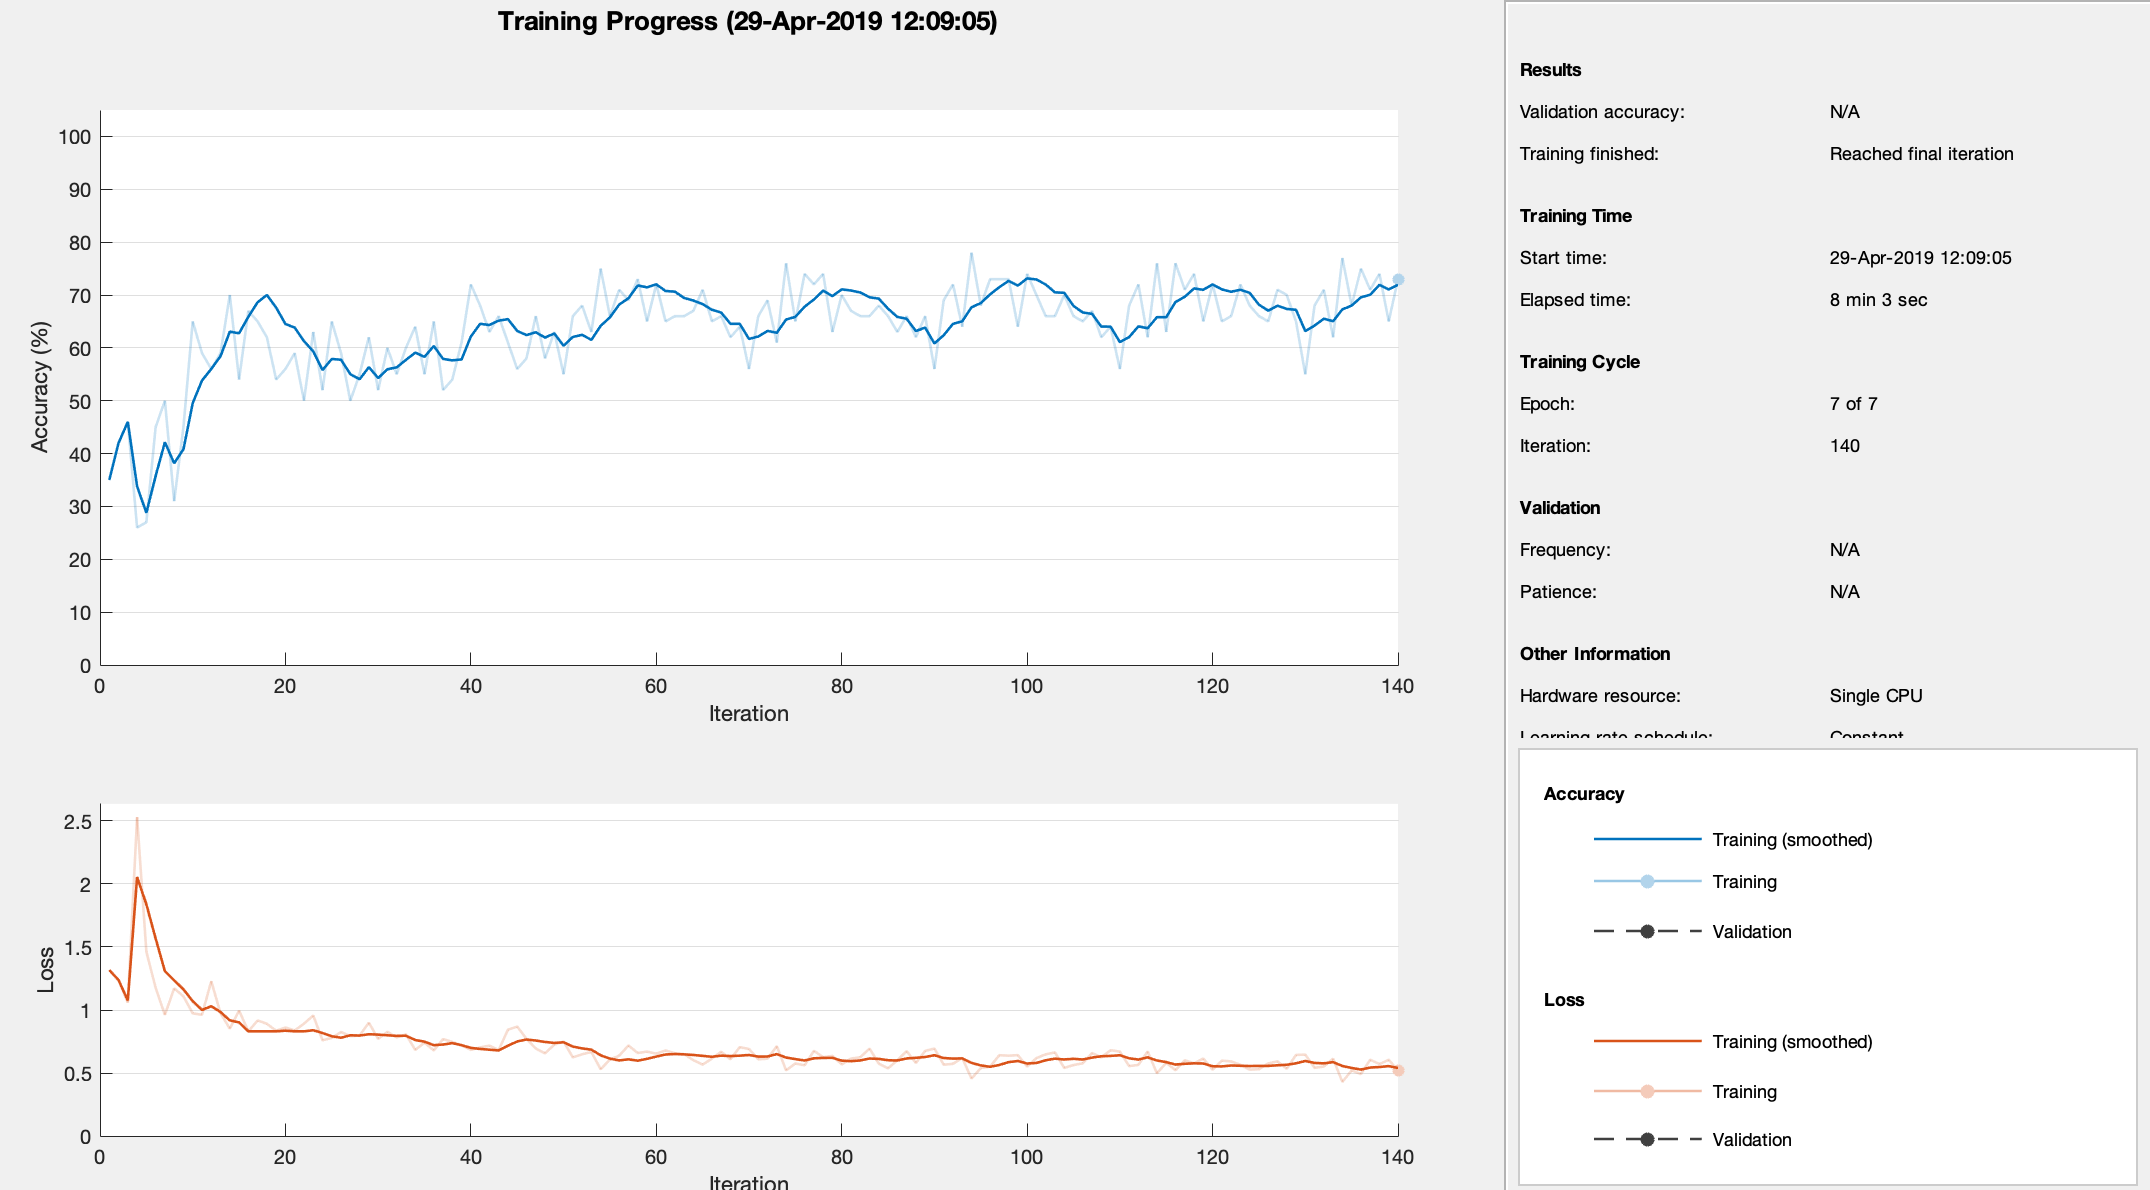 Training Progress (29-Apr-2019 12:09:05)
100
90
80
70
60
50
40
30
20
10
0
Accuracy (%)
0 20 40 60 80 100 120 140
Iteration
2.5
2
1.5
1
0.5
0
Loss
0 20 40 60 80 100 120 140
Iteration
Results
Validation accuracy: N/A
Training finished: Reached final iteration
Training Time
Start time: 29-Apr-2019 12:09:05
Elapsed time: 8 min 3 sec
Training Cycle
Epoch: 7 of 7
Iteration: 140
Validation
Frequency: N/A
Patience: N/A
Other Information
Hardware resource: Single CPU
Learning rate schedule: Constant
Accuracy
Training (smoothed)
Training
Validation
Loss
Training (smoothed)
Training
Validation